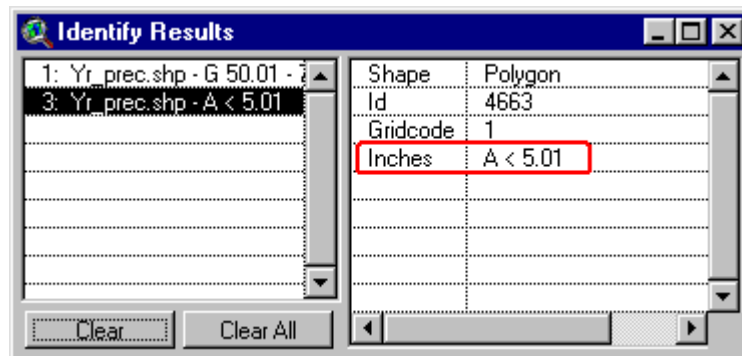 Identify Results
1: Yr_prec.shp - G 50.01 -
3: Yr_prec.shp - A < 5.01
Shape Polygon
Id 4663
Gridcode 1
Inches A < 5.01
Clear Clear All